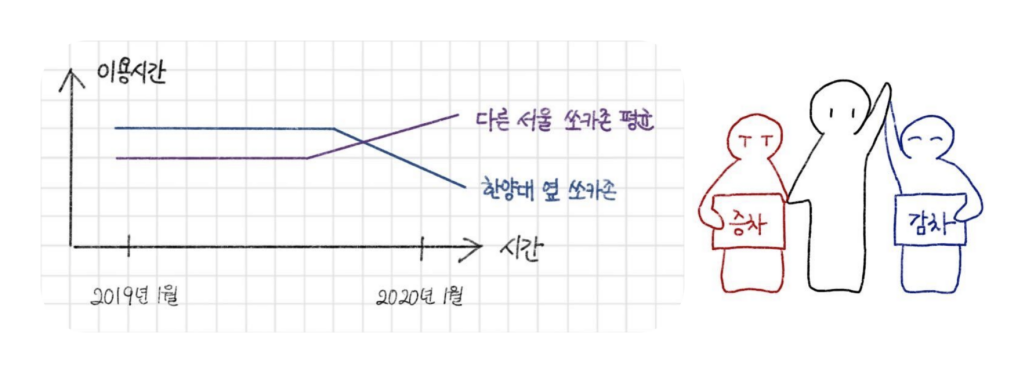 이용시간
다른 서울 쏘카존 평균
한양대 옆 쏘카존
시간
2019년 1월
2020년 1월
증차
감차